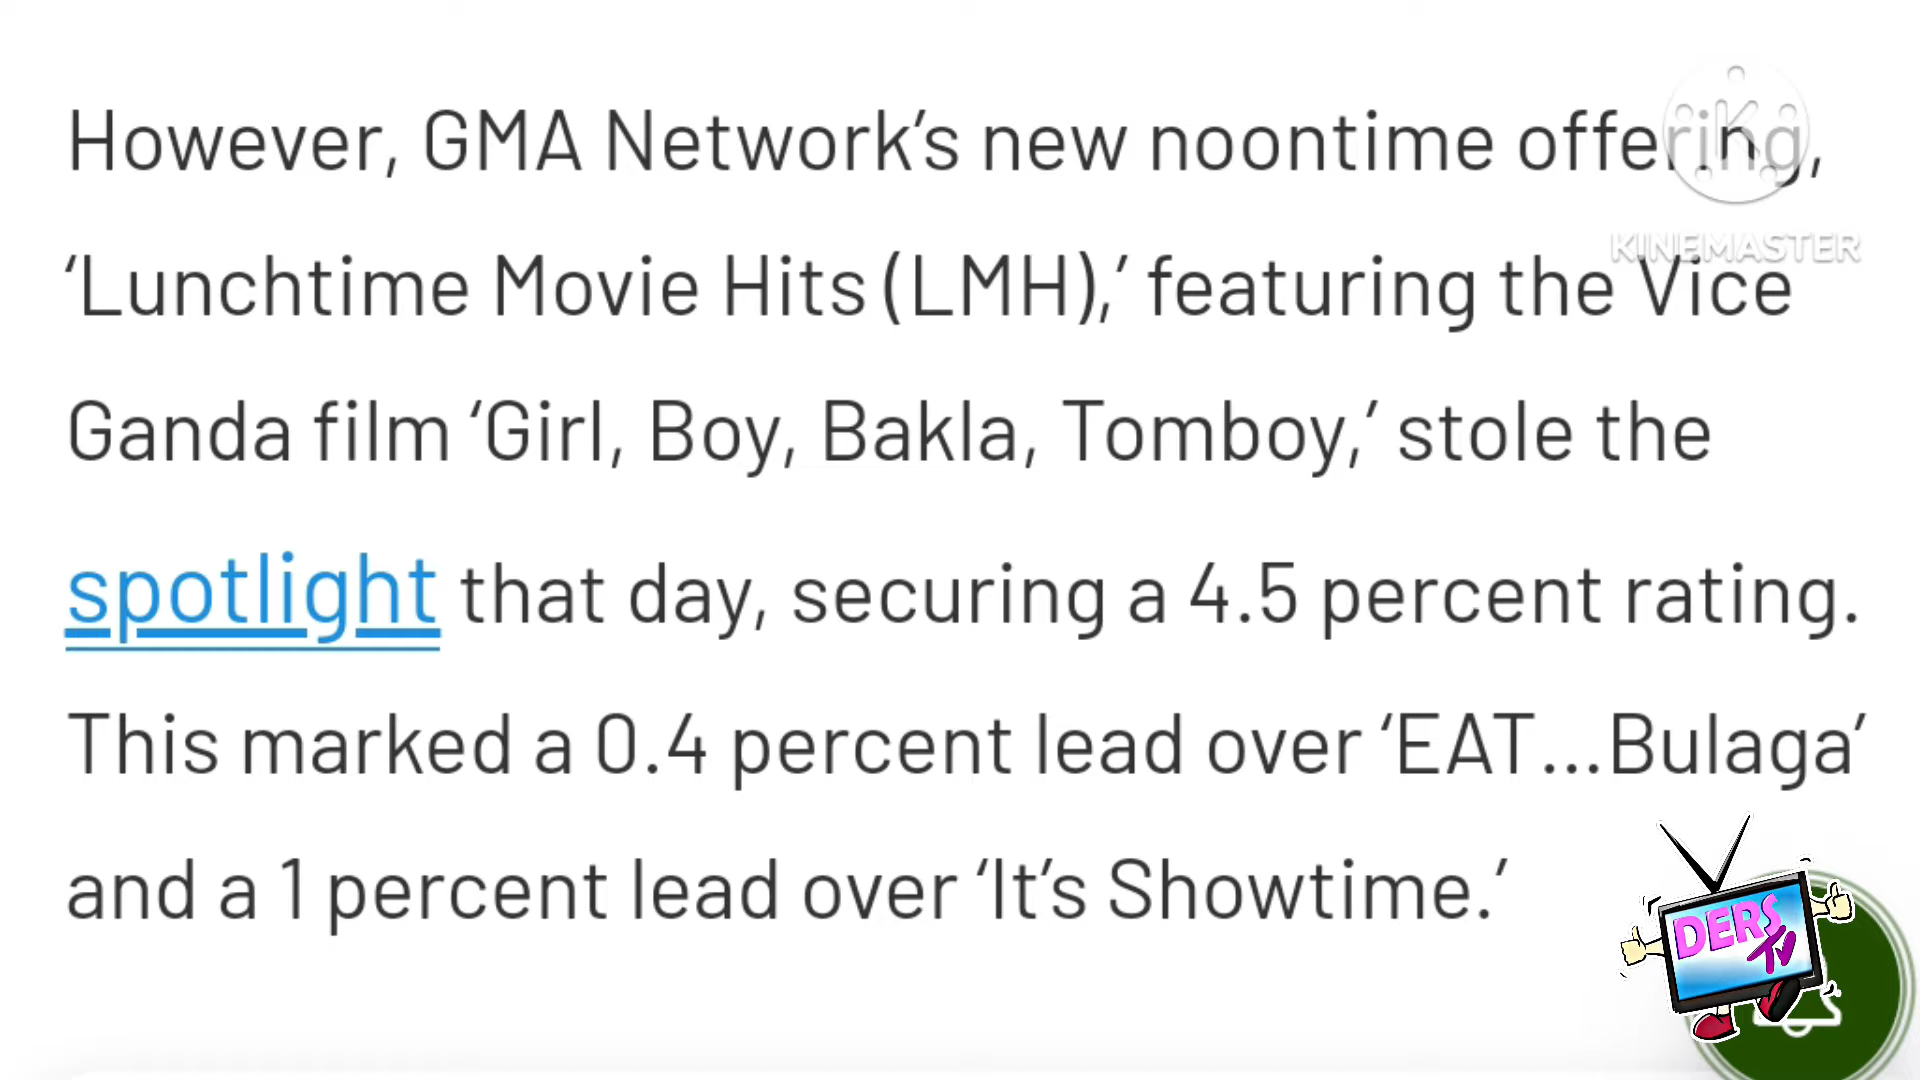 However, GMA Network’s new noontime offering,
KINEMASTER
‘Lunchtime Movie Hits (LMH),’ featuring the Vice
Ganda film ‘Girl, Boy, Bakla, Tomboy,’ stole the
spotlight that day, securing a 4.5 percent rating.
This marked a 0.4 percent lead over ‘EAT...Bulaga’
and a 1 percent lead over ‘It’s Showtime.’
DERS
TV